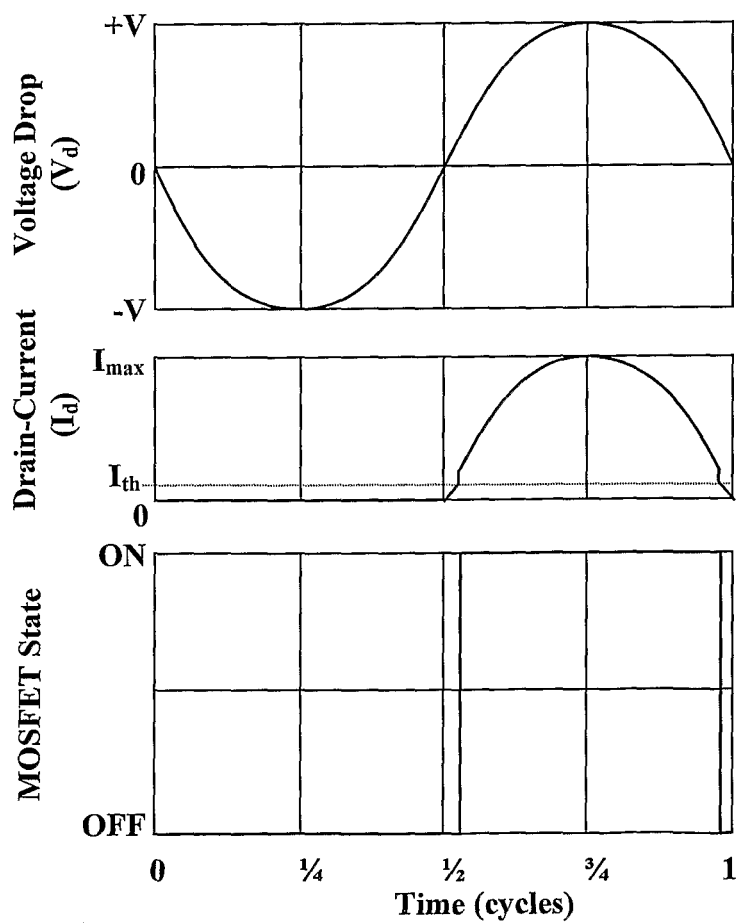 +V
Voltage Drop
(Vd)
0
-V
Imax
Drain-Current
(Id)
Ith
0
ON
MOSFET State
OFF
0 ¼ ½ ¾ 1
Time (cycles)